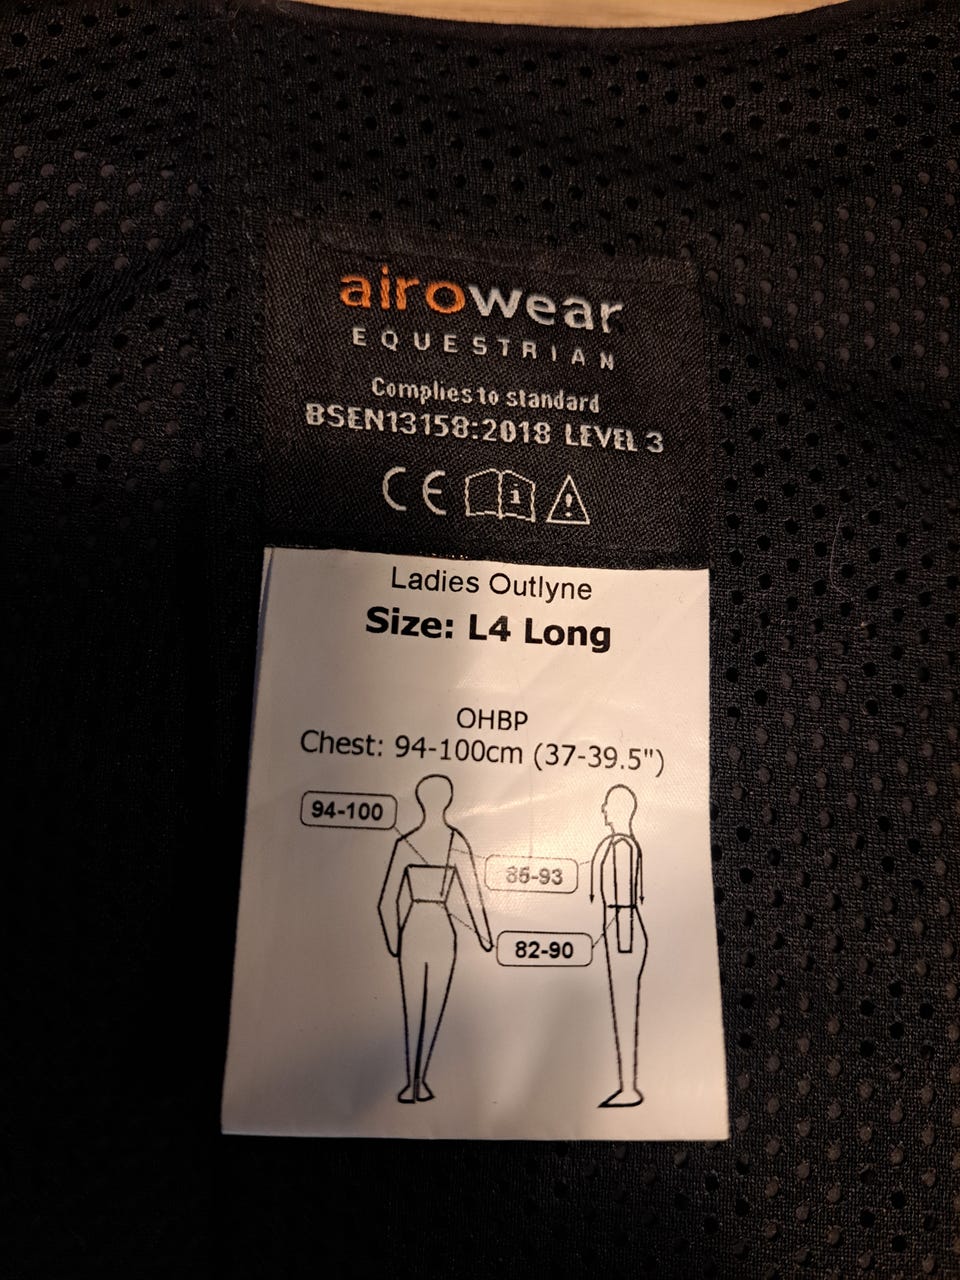 airowear
EQUESTRIAN
Complies to standard
BSEN13158:2018 LEVEL 3
CE i !
Ladies Outlyne
Size: L4 Long
OHBP
Chest: 94-100cm (37-39.5")
94-100
85-93
82-90